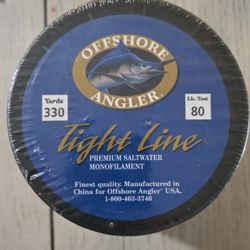 OFFSHORE
ANGLER.
Yards
330
Lb. Test
80
Tight Line
PREMIUM SALTWATER
MONOFILAMENT
Finest quality. Manufactured in
China for Offshore Angler™ USA.
1-800-463-3746